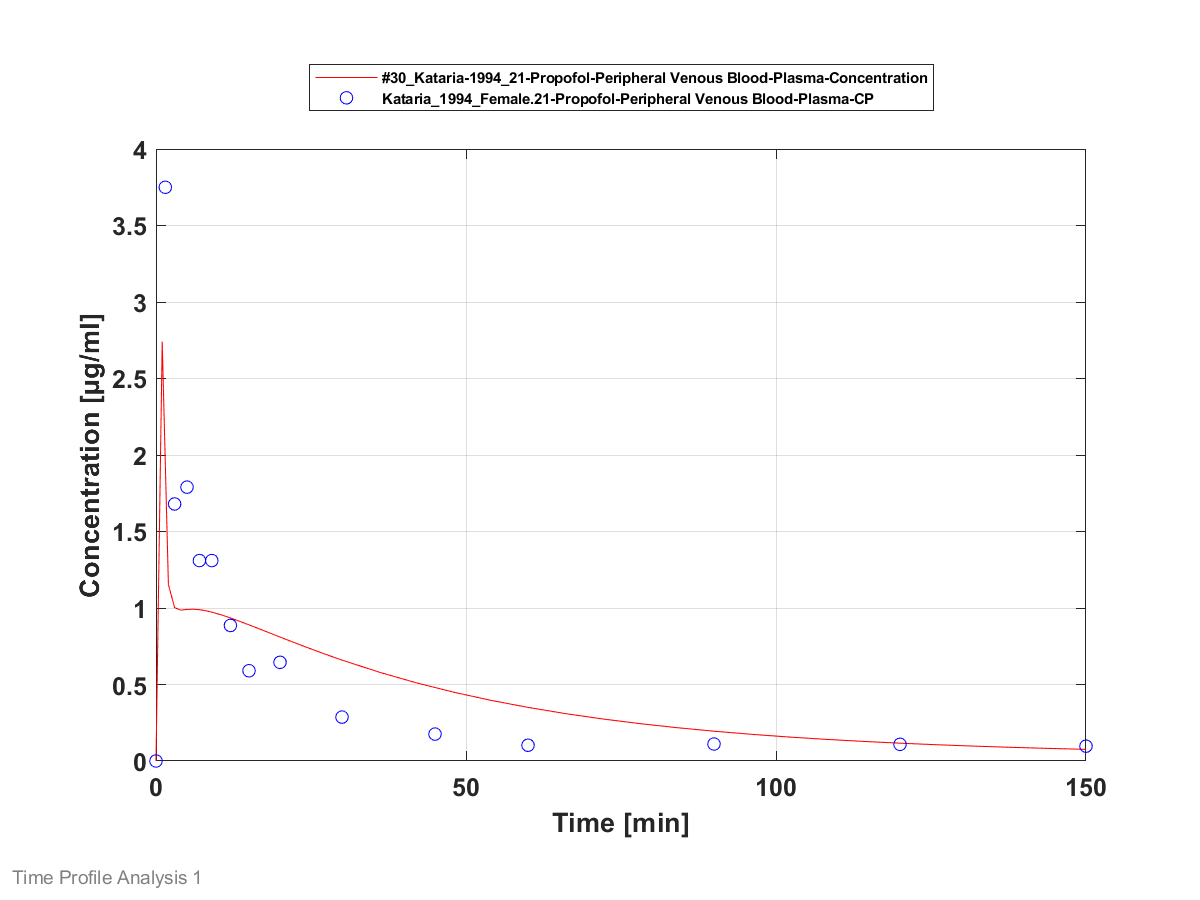 #30_Kataria-1994_21-Propofol-Peripheral Venous Blood-Plasma-Concentration
Kataria_1994_Female.21-Propofol-Peripheral Venous Blood-Plasma-CP
4
3.5
3
2.5
2
1.5
1
0.5
0
Concentration [µg/ml]
0 50 100 150
Time [min]
Time Profile Analysis 1